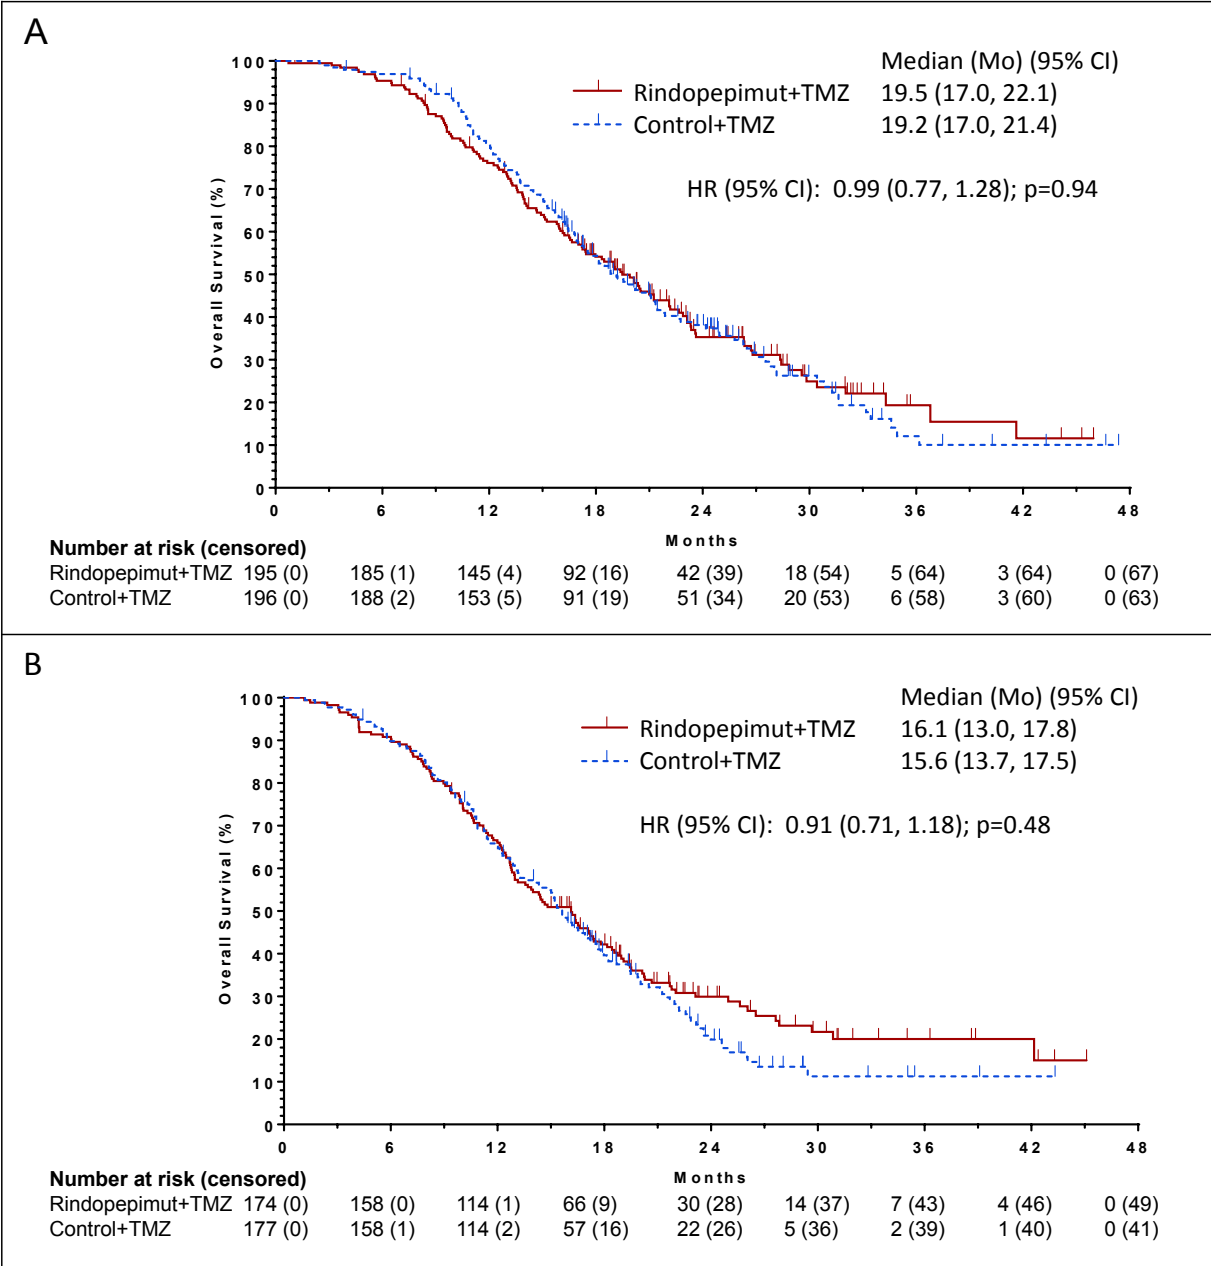 A
Median (Mo) (95% CI)
Rindopepimut+TMZ 19.5 (17.0, 22.1)
Control+TMZ 19.2 (17.0, 21.4)
HR (95% CI): 0.99 (0.77, 1.28); p=0.94
Overall Survival (%)
100
90
80
70
60
50
40
30
20
10
0
0 6 12 18 24 30 36 42 48
Months
Number at risk (censored)
Rindopepimut+TMZ 195 (0) 185 (1) 145 (4) 92 (16) 42 (39) 18 (54) 5 (64) 3 (64) 0 (67)
Control+TMZ 196 (0) 188 (2) 153 (5) 91 (19) 51 (34) 20 (53) 6 (58) 3 (60) 0 (63)
B
Median (Mo) (95% CI)
Rindopepimut+TMZ 16.1 (13.0, 17.8)
Control+TMZ 15.6 (13.7, 17.5)
HR (95% CI): 0.91 (0.71, 1.18); p=0.48
Overall Survival (%)
100
90
80
70
60
50
40
30
20
10
0
0 6 12 18 24 30 36 42 48
Months
Number at risk (censored)
Rindopepimut+TMZ 174 (0) 158 (0) 114 (1) 66 (9) 30 (28) 14 (37) 7 (43) 4 (46) 0 (49)
Control+TMZ 177 (0) 158 (1) 114 (2) 57 (16) 22 (26) 5 (36) 2 (39) 1 (40) 0 (41)